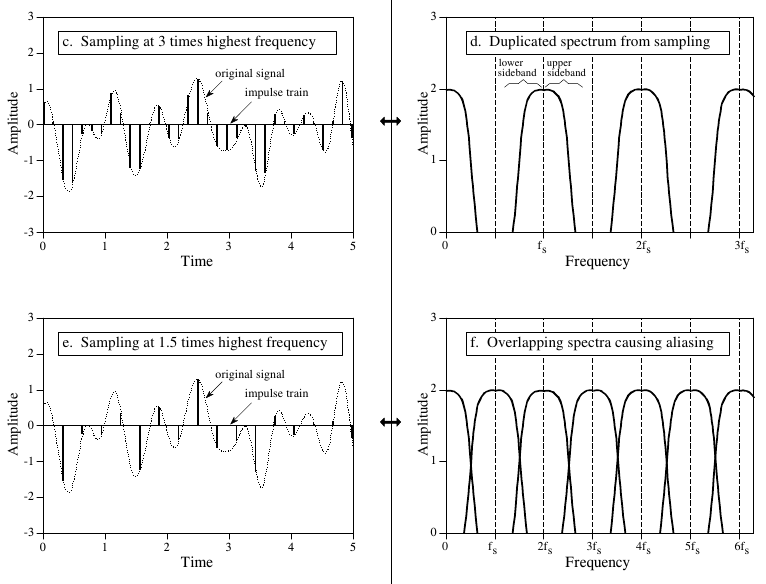 c. Sampling at 3 times highest frequency
original signal
impulse train
Amplitude
3
2
1
0
-1
-2
-3
0 1 2 3 4 5
Time
d. Duplicated spectrum from sampling
lower sideband
upper sideband
Amplitude
3
2
1
0
0 fs 2fs 3fs
Frequency
e. Sampling at 1.5 times highest frequency
original signal
impulse train
Amplitude
3
2
1
0
-1
-2
-3
0 1 2 3 4 5
Time
f. Overlapping spectra causing aliasing
Amplitude
3
2
1
0
0 fs 2fs 3fs 4fs 5fs 6fs
Frequency